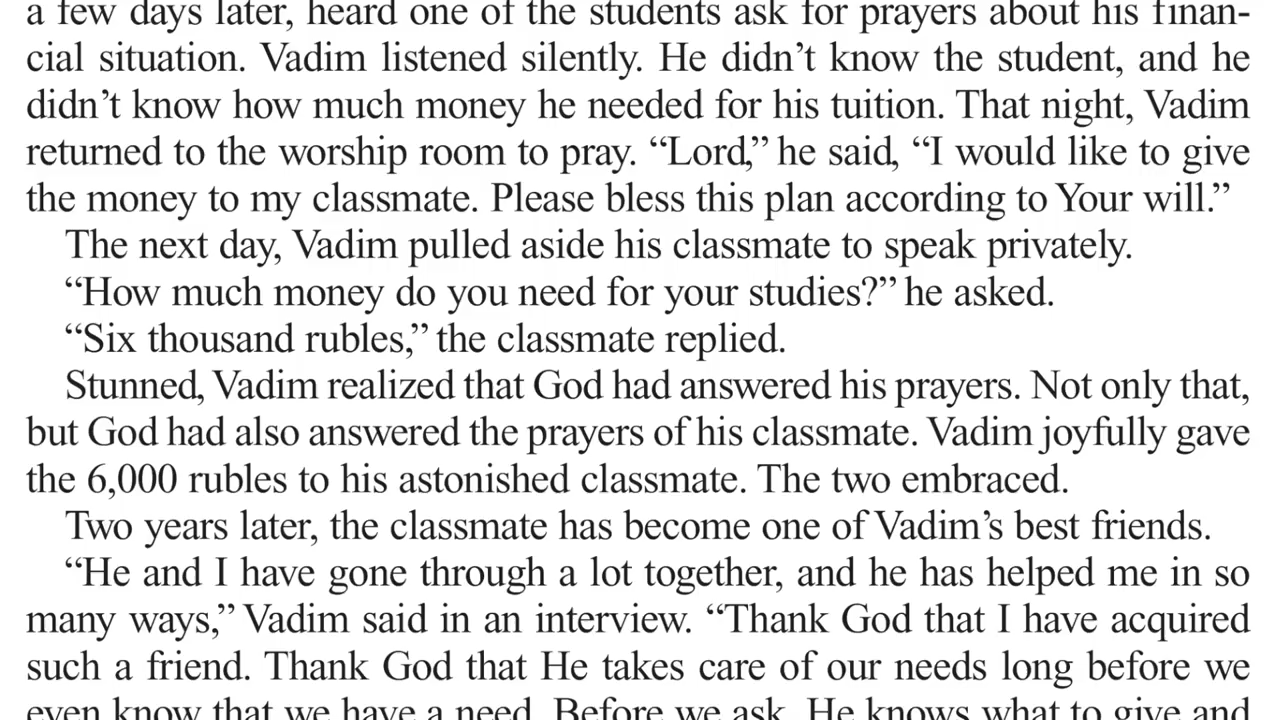 a few days later, heard one of the students ask for prayers about his finan-
cial situation. Vadim listened silently. He didn’t know the student, and he
didn’t know how much money he needed for his tuition. That night, Vadim
returned to the worship room to pray. “Lord,” he said, “I would like to give
the money to my classmate. Please bless this plan according to Your will.”
The next day, Vadim pulled aside his classmate to speak privately.
“How much money do you need for your studies?” he asked.
“Six thousand rubles,” the classmate replied.
Stunned, Vadim realized that God had answered his prayers. Not only that,
but God had also answered the prayers of his classmate. Vadim joyfully gave
the 6,000 rubles to his astonished classmate. The two embraced.
Two years later, the classmate has become one of Vadim’s best friends.
“He and I have gone through a lot together, and he has helped me in so
many ways,” Vadim said in an interview. “Thank God that I have acquired
such a friend. Thank God that He takes care of our needs long before we
even know that we have a need. Before we ask, He knows what to give and